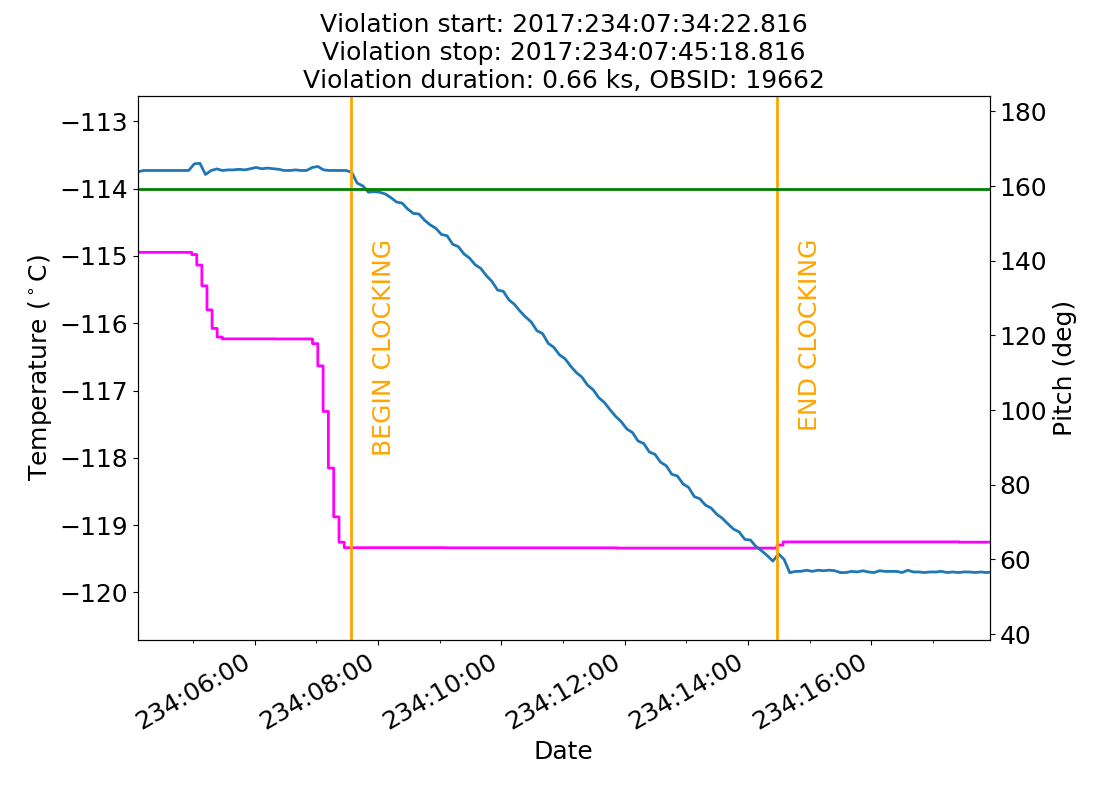 Violation start: 2017:234:07:34:22.816
Violation stop: 2017:234:07:45:18.816
Violation duration: 0.66 ks, OBSID: 19662
−113
−114
−115
−116
−117
−118
−119
−120
Temperature (°C)
BEGIN CLOCKING
END CLOCKING
180
160
140
120
100
80
60
40
Pitch (deg)
234:06:00
234:08:00
234:10:00
234:12:00
234:14:00
234:16:00
Date